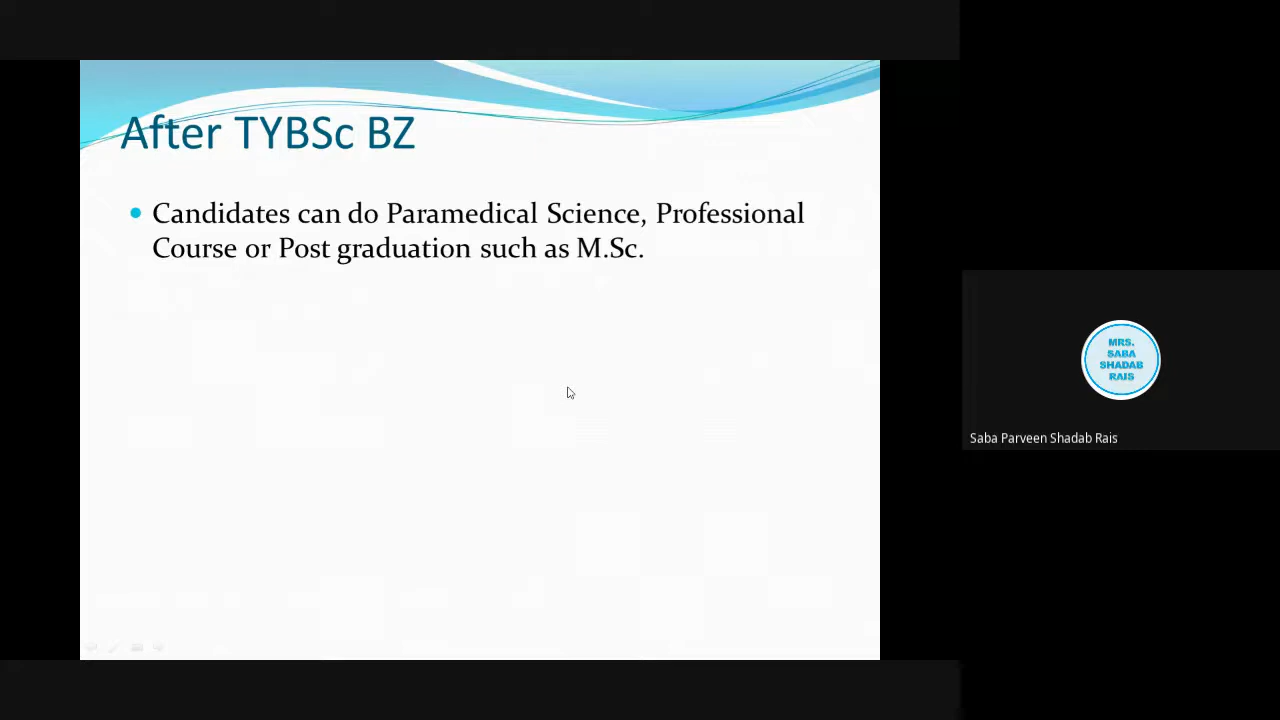 After TYBSc BZ
Candidates can do Paramedical Science, Professional
Course or Post graduation such as M.Sc.
MRS.
SABA
SHADAB
RAIS
Saba Parveen Shadab Rais